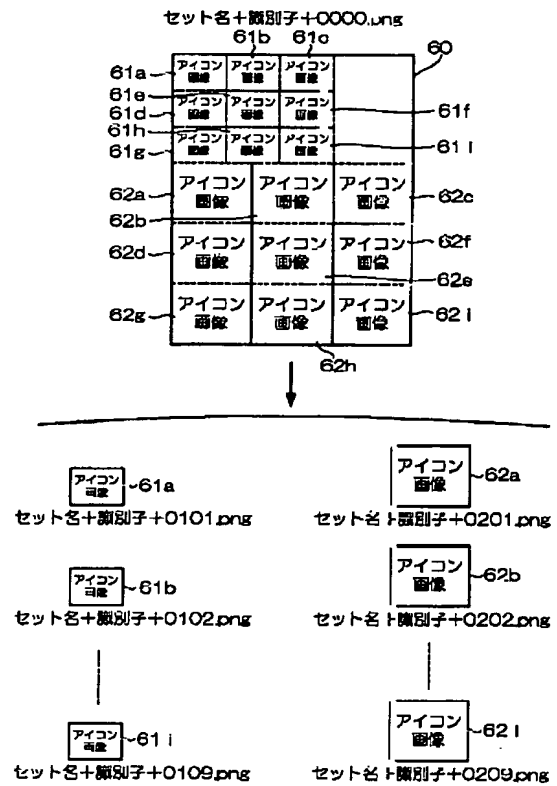 セット名+識別子+0000.png
61b 61c
60
61a アイコン 画像 アイコン 画像 アイコン 画像
61e
61d アイコン 画像 アイコン 画像 アイコン 画像 61f
61h
61g アイコン 画像 アイコン 画像 アイコン 画像 61i
62a アイコン 画像 アイコン 画像 アイコン 画像 62c
62b
62d アイコン 画像 アイコン 画像 アイコン 画像 62f
62e
62g アイコン 画像 アイコン 画像 アイコン 画像 62i
62h
アイコン 画像 61a
セット名+識別子+0101.png
アイコン 画像 62a
セット名+識別子+0201.png
アイコン 画像 61b
セット名+識別子+0102.png
アイコン 画像 62b
セット名+識別子+0202.png
アイコン 画像 61i
セット名+識別子+0109.png
アイコン 画像 62i
セット名+識別子+0209.png